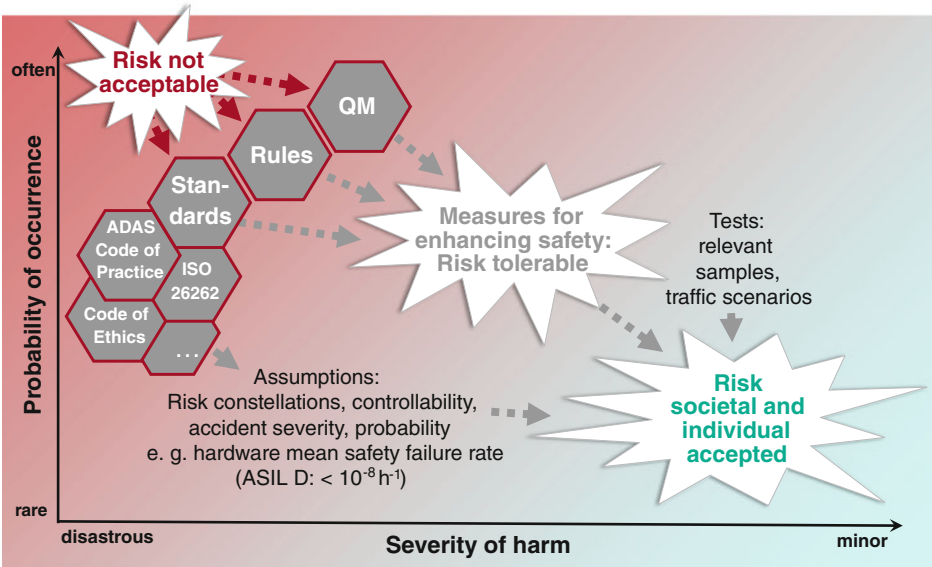 often
Risk not
acceptable
QM
Rules
Stan-
dards
ADAS
Code of
Practice
ISO
26262
Code of
Ethics
...
Measures for
enhancing safety:
Risk tolerable
Tests:
relevant
samples,
traffic scenarios
Assumptions:
Risk constellations, controllability,
accident severity, probability
e. g. hardware mean safety failure rate
(ASIL D: < 10⁻⁸ h⁻¹)
Risk
societal and
individual
accepted
Probability of occurrence
rare
disastrous
Severity of harm
minor